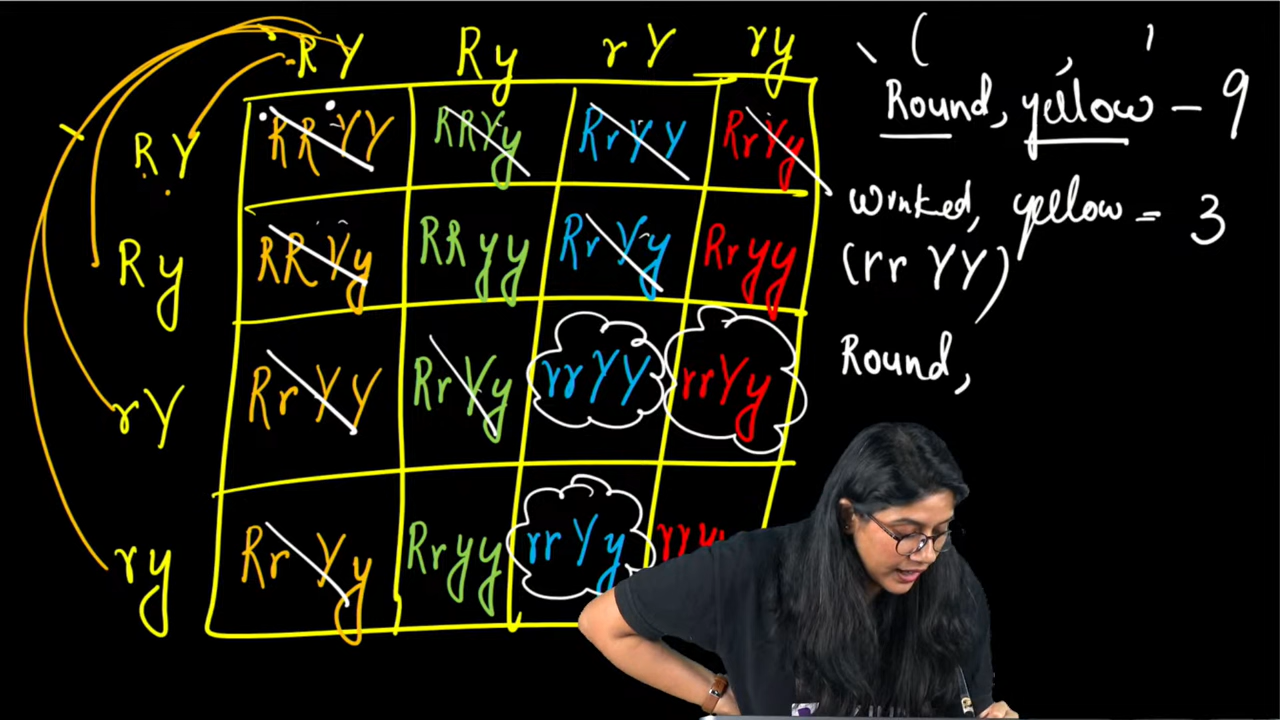 RY Ry rY ry
RY RRYY RRYy RrYY RrYy
Ry RRYy RRyy RrYy Rryy
rY RrYY RrYy rrYY rrYy
ry RrYy Rryy rrYy
Round, yellow - 9
winked, yellow = 3
(rr YY)
Round,